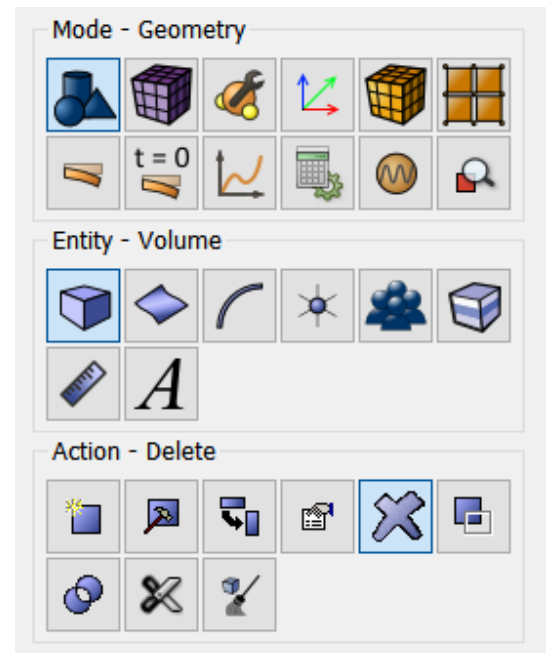 Mode - Geometry
t = 0
Entity - Volume
A
Action - Delete